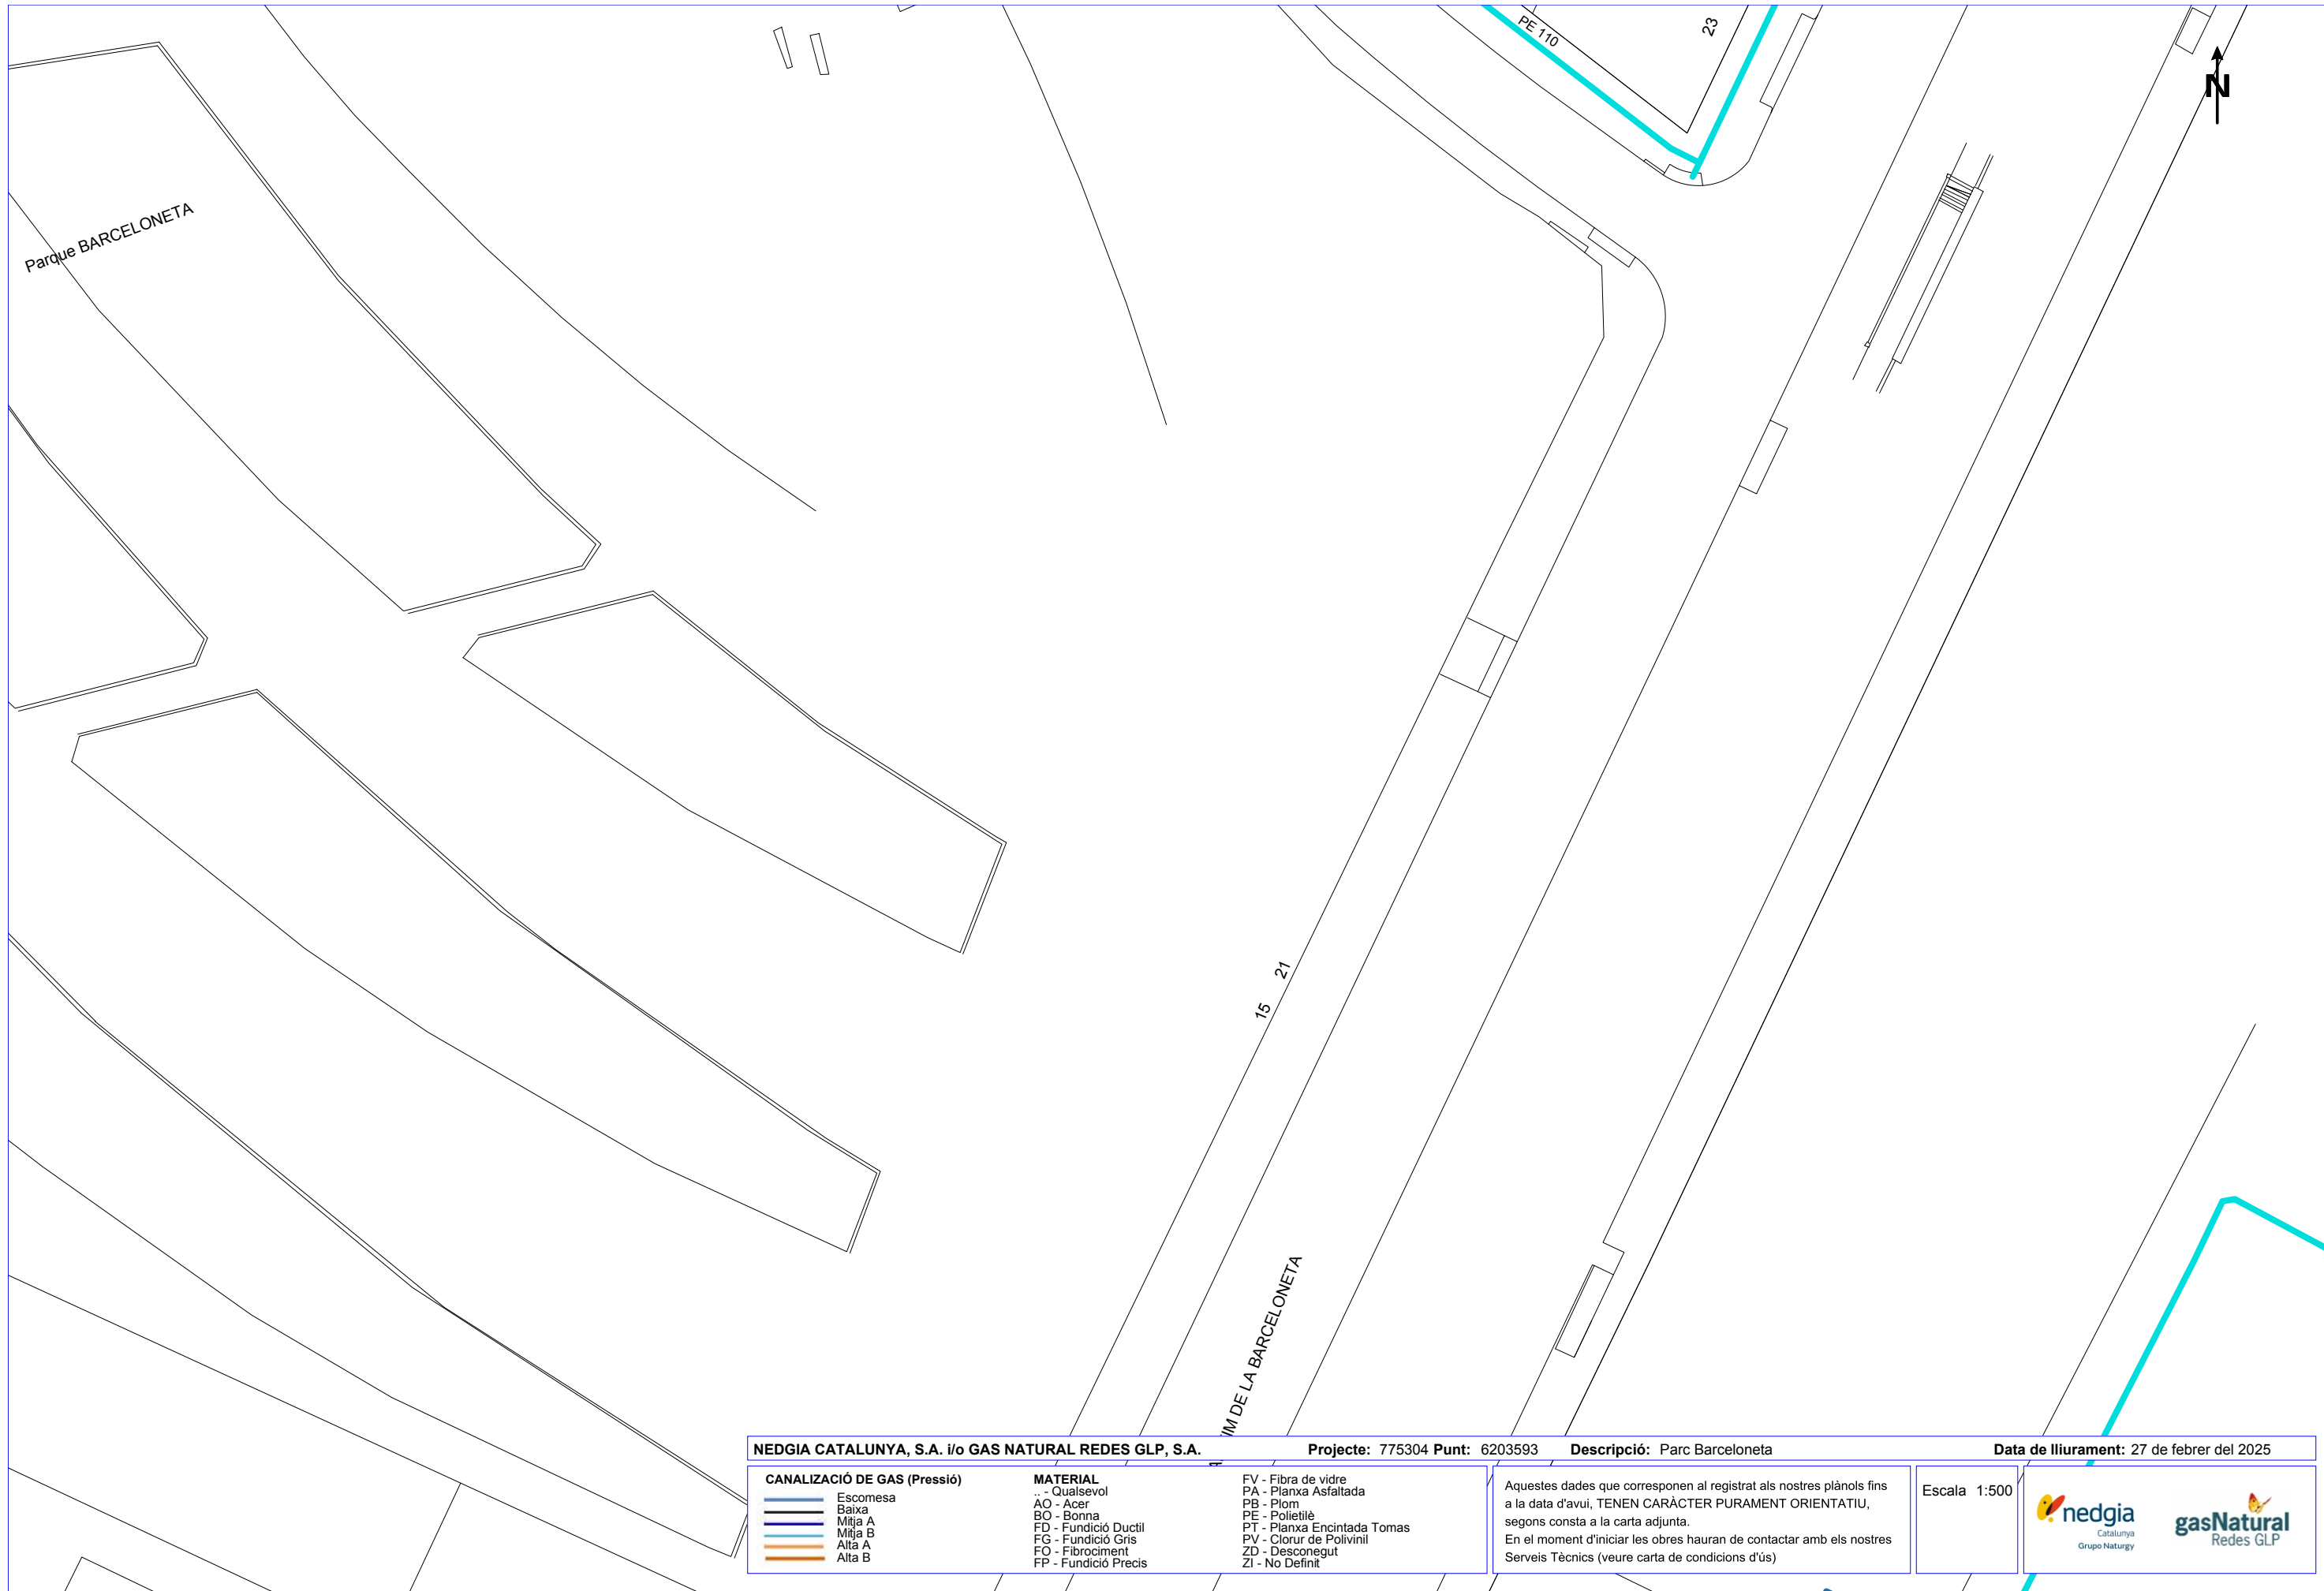 PE 110
23
N
Parque BARCELONETA
21
15
IM DE LA BARCELONETA
NEDGIA CATALUNYA, S.A. i/o GAS NATURAL REDES GLP, S.A. Projecte: 775304 Punt: 6203593 Descripció: Parc Barceloneta Data de lliurament: 27 de febrer del 2025
CANALIZACIÓ DE GAS (Pressió)
Escomesa
Baixa
Mitja A
Mitja B
Alta A
Alta B
MATERIAL
.. - Qualsevol
AO - Acer
BO - Bonna
FD - Fundició Ductil
FG - Fundició Gris
FO - Fibrociment
FP - Fundició Precis
FV - Fibra de vidre
PA - Planxa Asfaltada
PB - Plom
PE - Polietilè
PT - Planxa Encintada Tomas
PV - Clorur de Polivinil
ZD - Desconegut
ZI - No Definit
Aquestes dades que corresponen al registrat als nostres plànols fins
a la data d'avui, TENEN CARÀCTER PURAMENT ORIENTATIU,
segons consta a la carta adjunta.
En el moment d'iniciar les obres hauran de contactar amb els nostres
Serveis Tècnics (veure carta de condicions d'ús)
Escala 1:500
nedgia
Catalunya
Grupo Naturgy
gasNatural
Redes GLP